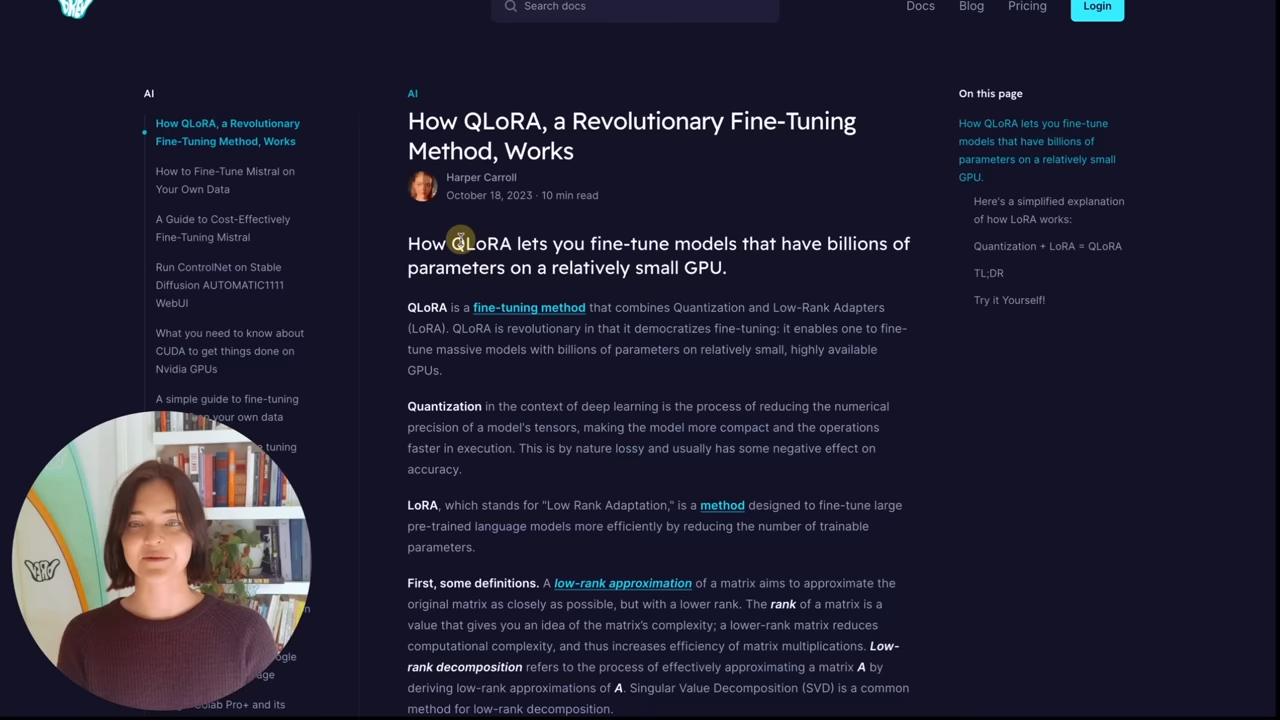 Search docs
Docs
Blog
Pricing
Login
AI
How QLoRA, a Revolutionary
Fine-Tuning Method, Works
How to Fine-Tune Mistral on
Your Own Data
A Guide to Cost-Effectively
Fine-Tuning Mistral
Run ControlNet on Stable
Diffusion AUTOMATIC1111
WebUI
What you need to know about
CUDA to get things done on
Nvidia GPUs
A simple guide to fine-tuning
your own data
tuning
Colab Pro+ and its
AI
How QLoRA, a Revolutionary Fine-Tuning
Method, Works
Harper Carroll
October 18, 2023 · 10 min read
How QLoRA lets you fine-tune models that have billions of
parameters on a relatively small GPU.
QLoRA is a fine-tuning method that combines Quantization and Low-Rank Adapters
(LoRA). QLoRA is revolutionary in that it democratizes fine-tuning: it enables one to fine-
tune massive models with billions of parameters on relatively small, highly available
GPUs.
Quantization in the context of deep learning is the process of reducing the numerical
precision of a model's tensors, making the model more compact and the operations
faster in execution. This is by nature lossy and usually has some negative effect on
accuracy.
LoRA, which stands for "Low Rank Adaptation," is a method designed to fine-tune large
pre-trained language models more efficiently by reducing the number of trainable
parameters.
First, some definitions. A low-rank approximation of a matrix aims to approximate the
original matrix as closely as possible, but with a lower rank. The rank of a matrix is a
value that gives you an idea of the matrix's complexity; a lower-rank matrix reduces
computational complexity, and thus increases efficiency of matrix multiplications. Low-
rank decomposition refers to the process of effectively approximating a matrix A by
deriving low-rank approximations of A. Singular Value Decomposition (SVD) is a common
method for low-rank decomposition.
On this page
How QLoRA lets you fine-tune
models that have billions of
parameters on a relatively small
GPU.
Here's a simplified explanation
of how LoRA works:
Quantization + LoRA = QLoRA
TL;DR
Try it Yourself!